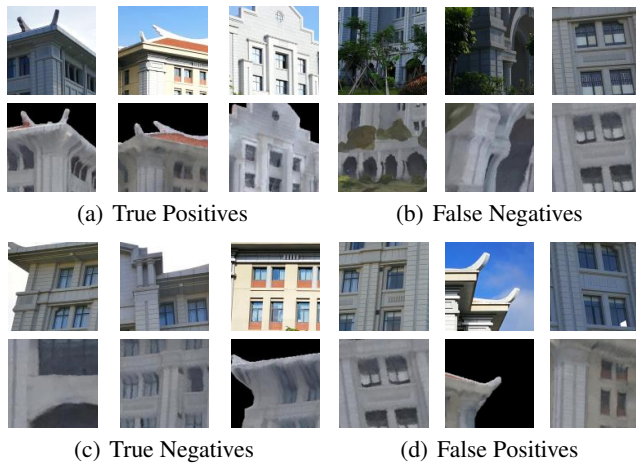 (a) True Positives
(b) False Negatives
(c) True Negatives
(d) False Positives